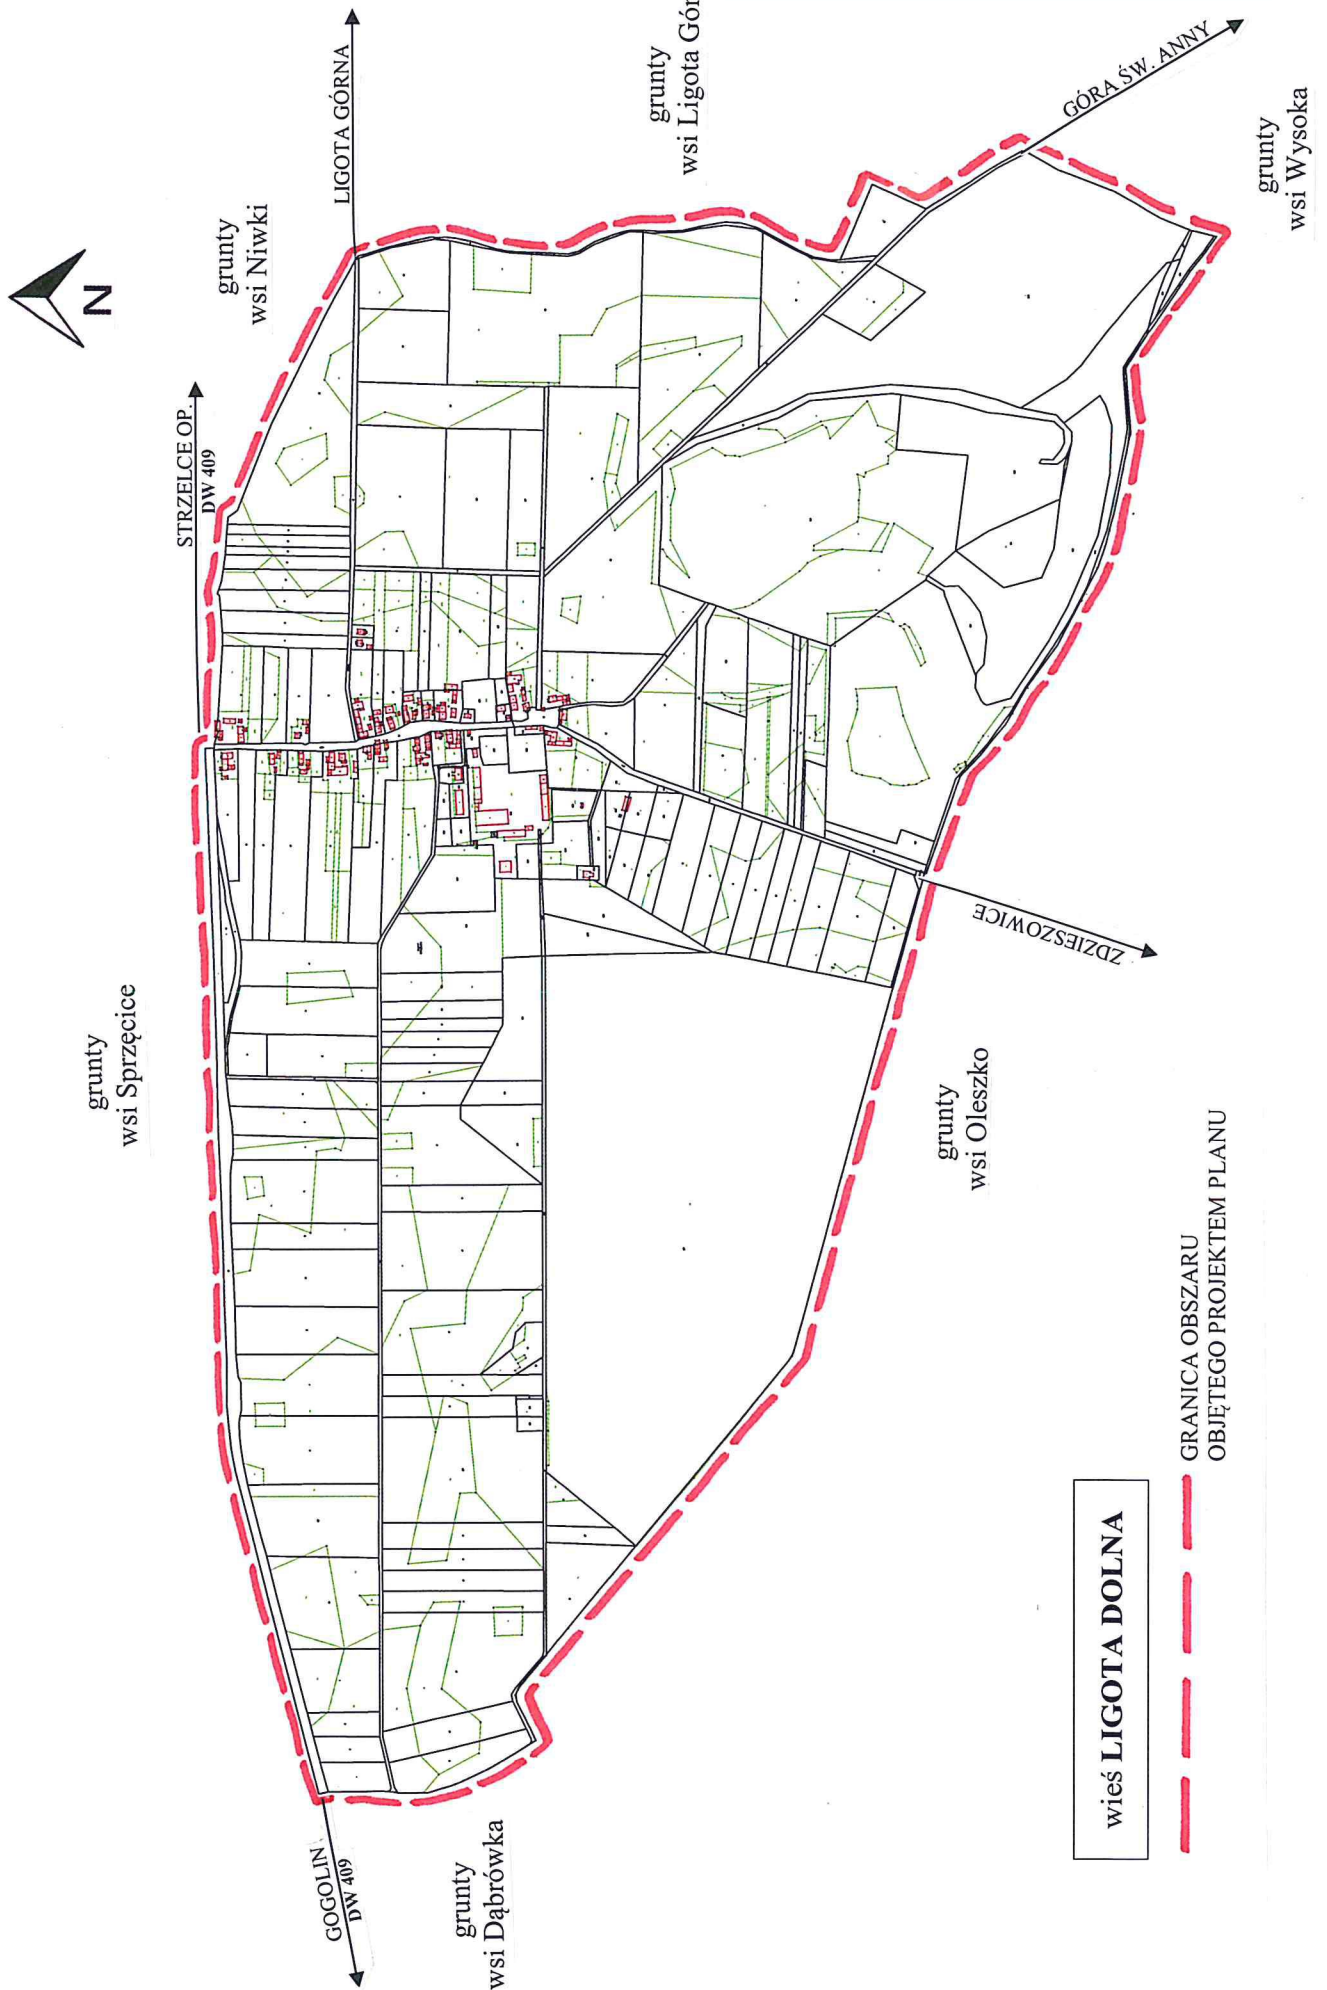 N
STRZELCE OP.
DW 409
LIGOTA GÓRNA
grunty
wsi Niwki
grunty
wsi Ligota Gór
GÓRA ŚW. ANNY
grunty
wsi Wysoka
grunty
wsi Sprzęcice
ZDZIESZOWICE
grunty
wsi Oleszko
GOGOLIN
DW 409
grunty
wsi Dąbrówka
wieś LIGOTA DOLNA
GRANICA OBSZARU
OBJĘTEGO PROJEKTEM PLANU